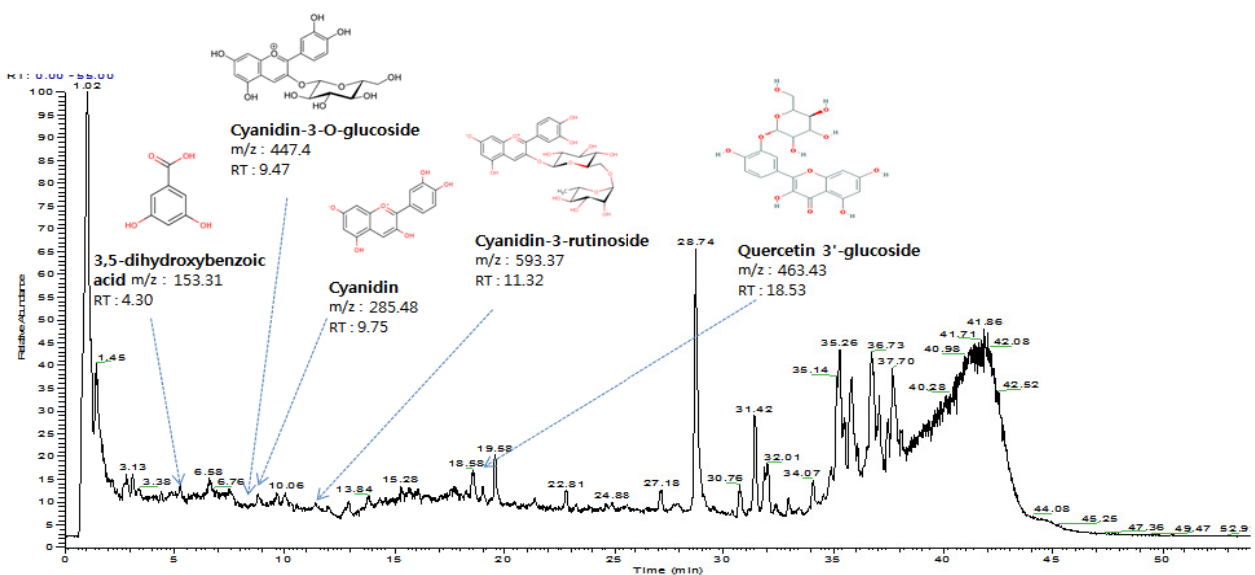 RT: 0.00 - 55.00
Cyanidin-3-O-glucoside
m/z : 447.4
RT : 9.47
3,5-dihydroxybenzoic
acid m/z : 153.31
RT : 4.30
Cyanidin
m/z : 285.48
RT : 9.75
Cyanidin-3-rutinoside
m/z : 593.37
RT : 11.32
Quercetin 3'-glucoside
m/z : 463.43
RT : 18.53
1.02
1.45
3.13
3.38
6.58
6.76
10.06
13.84
15.28
18.58
19.58
22.81
24.88
27.18
28.74
30.76
31.42
32.01
34.07
35.14
35.26
36.73
37.70
40.28
40.98
41.71
41.86
42.08
42.52
44.08
45.25
47.36
49.47
52.9
100
95
90
85
80
75
70
65
60
55
50
45
40
35
30
25
20
15
10
5
0
Relative Abundance
0 5 10 15 20 25 30 35 40 45 50
Time (min)